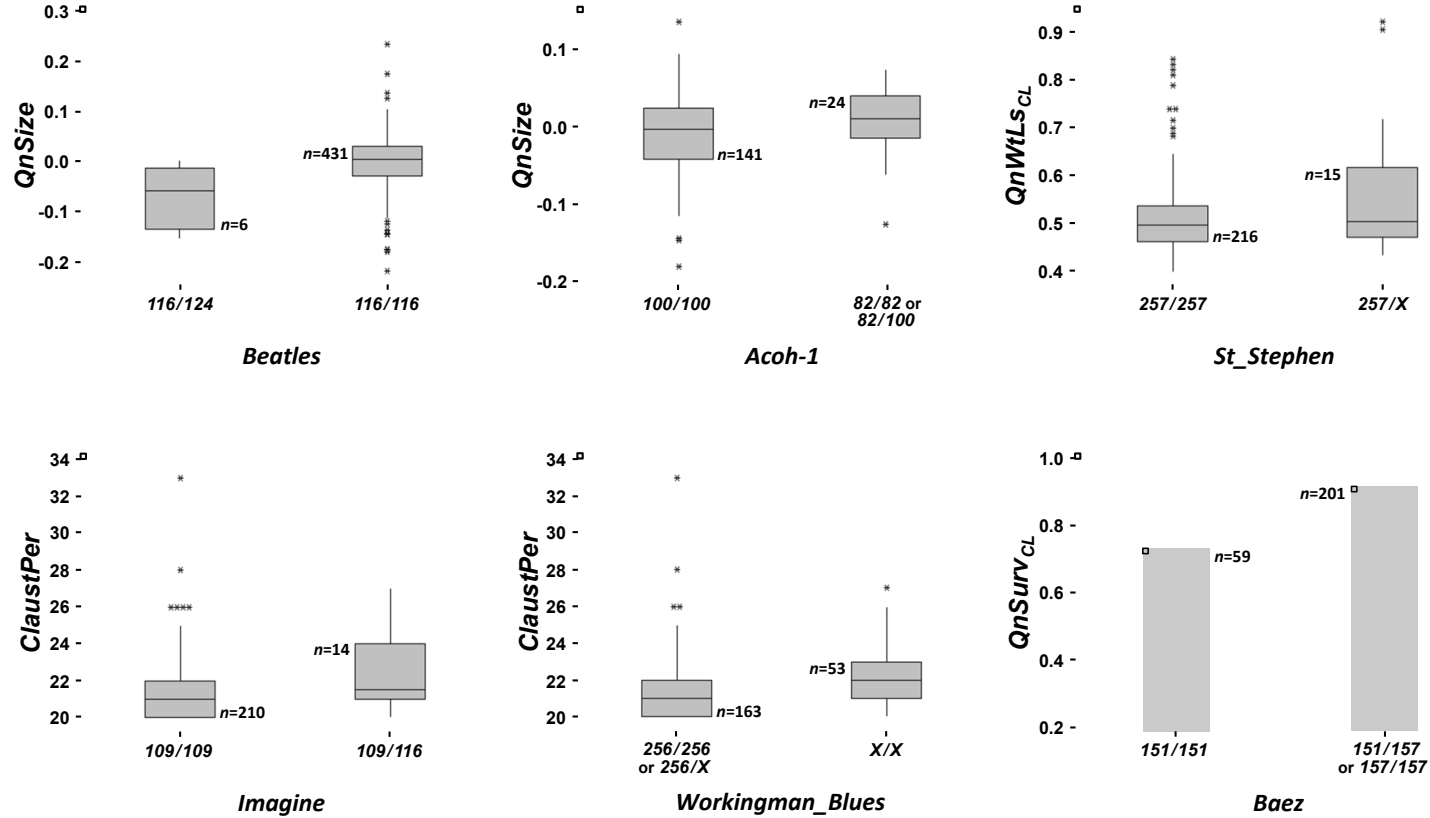 QnSize
0.3
0.2
0.1
0.0
-0.1
-0.2
n=6
n=431
116/124
116/116
Beatles
QnSize
0.1
0.0
-0.1
-0.2
n=141
n=24
100/100
82/82 or
82/100
Acoh-1
QnWtLsCL
0.9
0.8
0.7
0.6
0.5
0.4
n=216
n=15
257/257
257/X
St_Stephen
ClaustPer
34
32
30
28
26
24
22
20
n=210
n=14
109/109
109/116
Imagine
ClaustPer
34
32
30
28
26
24
22
20
n=163
n=53
256/256
or 256/X
X/X
Workingman_Blues
QnSurvCL
1.0
0.8
0.6
0.4
0.2
n=59
n=201
151/151
151/157
or 157/157
Baez